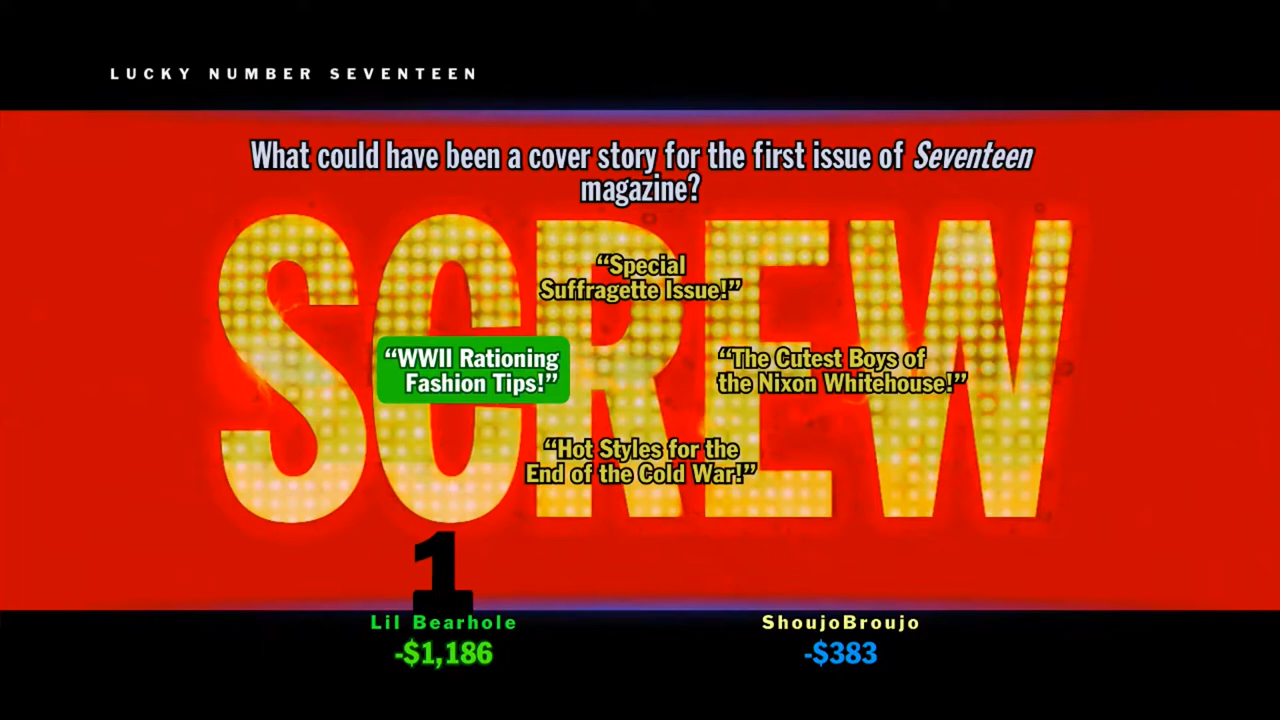 LUCKY NUMBER SEVENTEEN
What could have been a cover story for the first issue of Seventeen
magazine?
SCREW
“Special
Suffragette Issue!”
“WWII Rationing
Fashion Tips!”
“The Cutest Boys of
the Nixon Whitehouse!”
“Hot Styles for the
End of the Cold War!”
1
Lil Bearhole
-$1,186
ShoujoBroujo
-$383